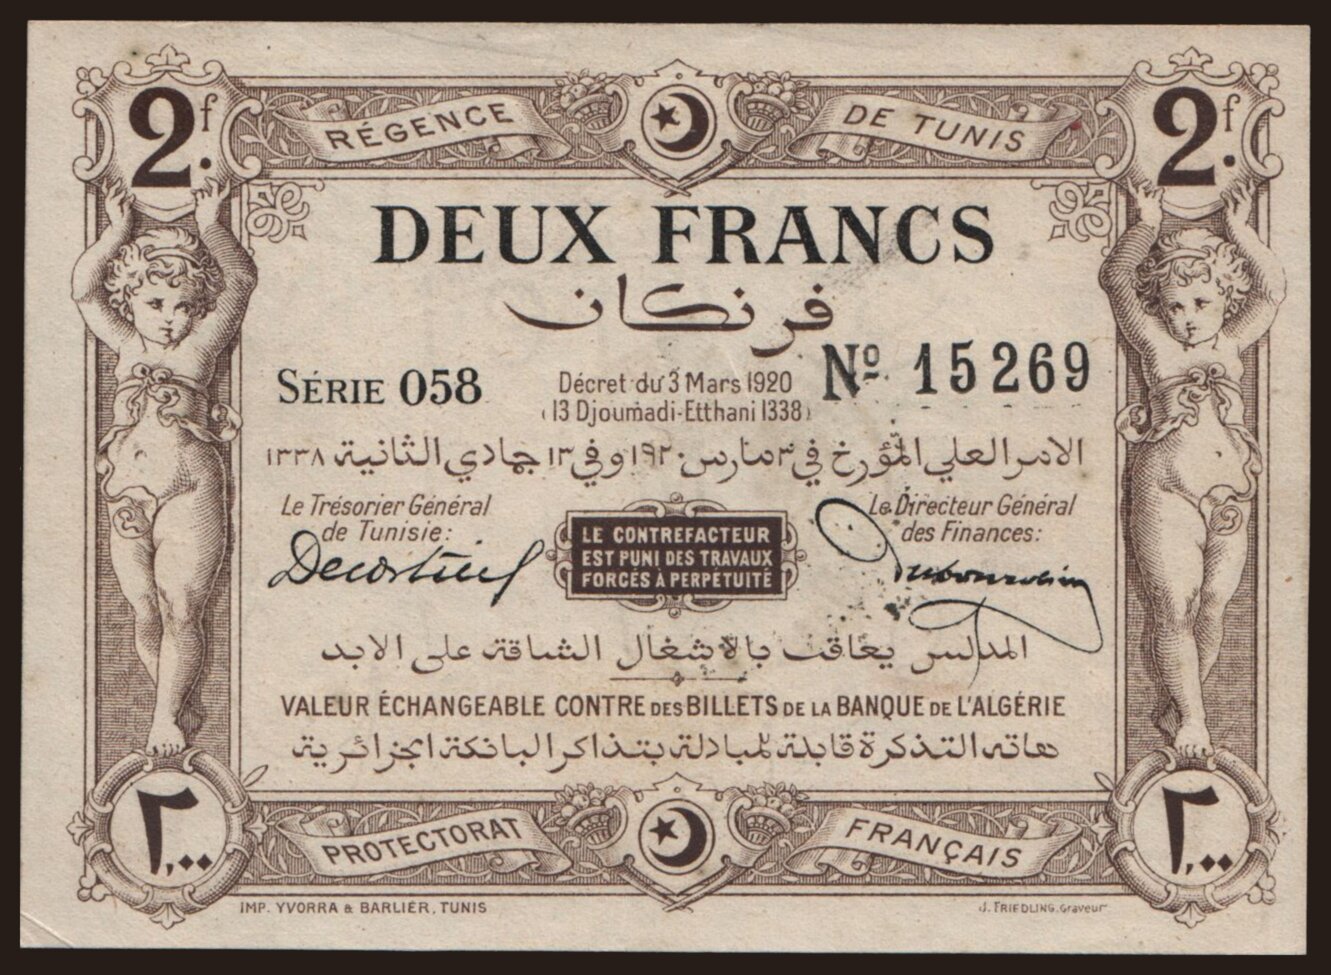 2f.
RÉGENCE DE TUNIS
2f.
DEUX FRANCS
فرنكان
SÉRIE 058
Décret du 3 Mars 1920
Nº 15269
(13 Djoumadi-Etthani 1338)
الامر العلي المؤرخ في ٣ مارس ١٩٢٠ وفي ١٣ جمادي الثانية ١٣٣٨
Le Trésorier Général
de Tunisie:
LE CONTREFACTEUR
EST PUNI DES TRAVAUX
FORCÉS À PERPÉTUITÉ
Le Directeur Général
des Finances:
المدلس يعاقب بالاشغال الشاقة على الابد
VALEUR ÉCHANGEABLE CONTRE DES BILLETS DE LA BANQUE DE L'ALGÉRIE
هاته التذكرة قابلة للمبادلة بتذاكر البانكة الجزائرية
٢,٠٠
PROTECTORAT FRANÇAIS
٢,٠٠
IMP. YVORRA & BARLIER, TUNIS
J. FRIEDLING. Graveur